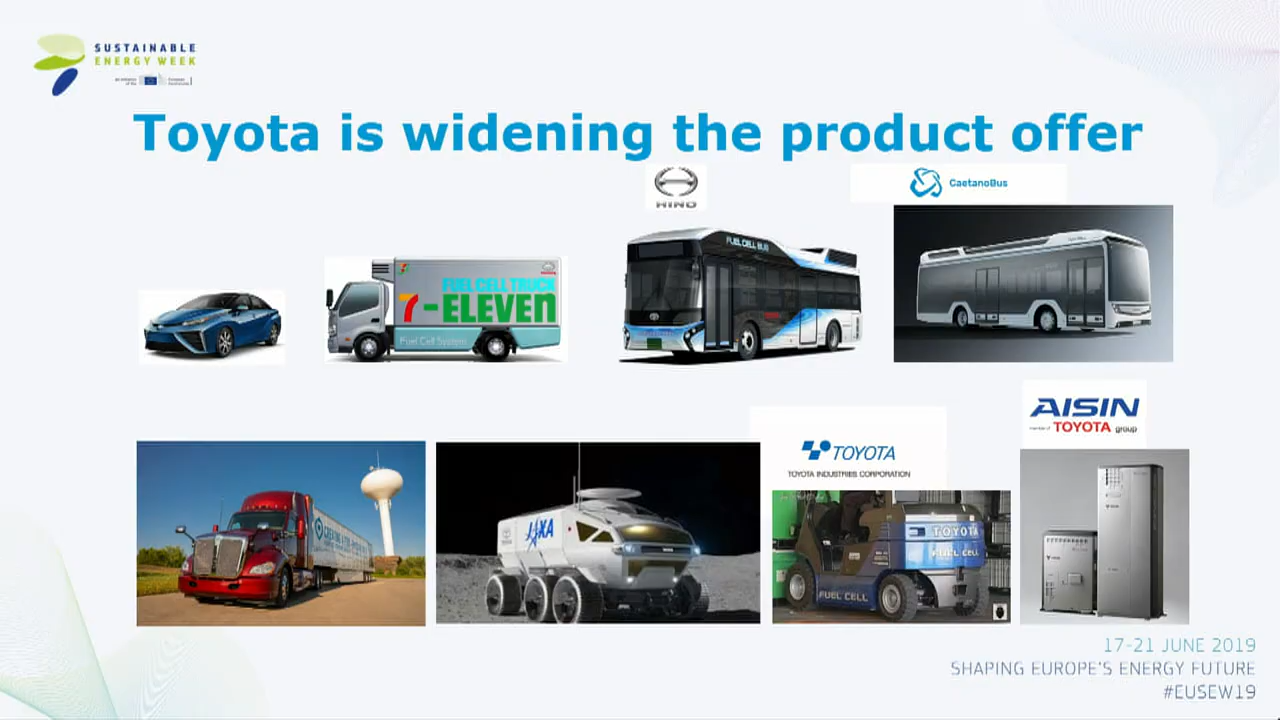 SUSTAINABLE
ENERGY WEEK
Toyota is widening the product offer
HINO
CaetanoBus
FUEL CELL BUS
FUEL CELL TRUCK
7-ELEVEN
Fuel Cell System
AISIN
member of TOYOTA group
TOYOTA
TOYOTA INDUSTRIES CORPORATION
JAXA
TOYOTA
FUEL CELL
FUEL CELL
17-21 JUNE 2019
SHAPING EUROPE'S ENERGY FUTURE
#EUSEW19